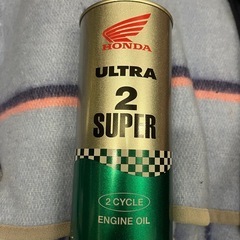 HONDA
ULTRA
2
SUPER
2 CYCLE
ENGINE OIL